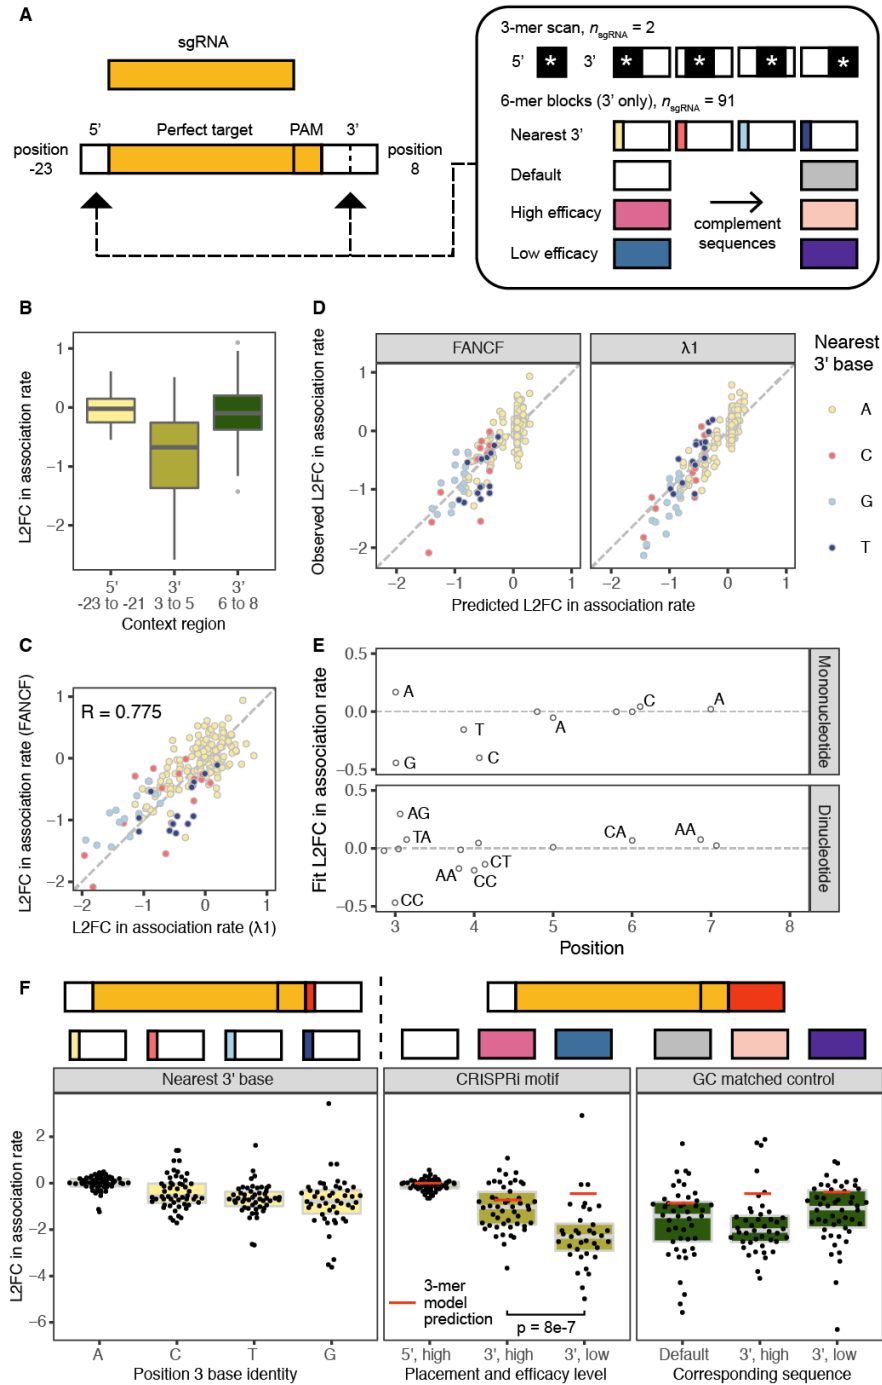 A
sgRNA
5’ Perfect target PAM 3’
position -23
position 8
3-mer scan, nsgRNA = 2
5’ * 3’ * * * *
6-mer blocks (3’ only), nsgRNA = 91
Nearest 3’
Default
High efficacy
Low efficacy
complement sequences
B
L2FC in association rate
1
0
−1
−2
5’ -23 to -21
3’ 3 to 5
3’ 6 to 8
Context region
C
L2FC in association rate (FANCF)
R = 0.775
1
0
−1
−2
−2 −1 0 1
L2FC in association rate (λ1)
D
FANCF
λ1
Observed L2FC in association rate
1
0
−1
−2
−2 −1 0 1
−2 −1 0 1
Predicted L2FC in association rate
Nearest 3’ base
A
C
G
T
E
Fit L2FC in association rate
Mononucleotide
0.5
0.0
−0.5
A
G
T
C
A
C
A
Dinucleotide
0.5
0.0
−0.5
AG
TA
CC
AA
CT
CC
CA
AA
3 4 5 6 7 8
Position
F
Nearest 3’ base
CRISPRi motif
GC matched control
L2FC in association rate
2
0
−2
−4
−6
3-mer model prediction
p = 8e-7
A C T G
Position 3 base identity
5’, high 3’, high 3’, low
Placement and efficacy level
Default 3’, high 3’, low
Corresponding sequence